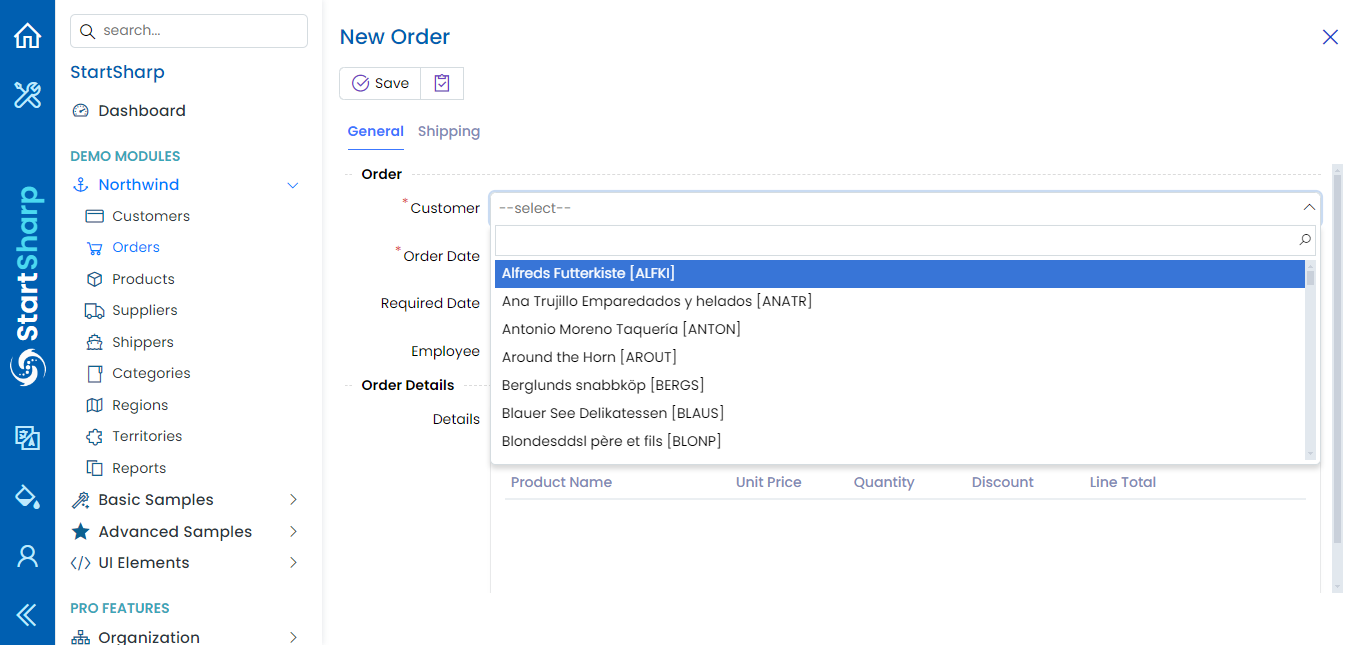 search...
StartSharp
Dashboard
DEMO MODULES
Northwind
Customers
Orders
Products
Suppliers
Shippers
Categories
Regions
Territories
Reports
Basic Samples
Advanced Samples
UI Elements
PRO FEATURES
Organization
StartSharp
New Order
Save
General Shipping
Order
*Customer --select--
Alfreds Futterkiste [ALFKI]
Ana Trujillo Emparedados y helados [ANATR]
Antonio Moreno Taquería [ANTON]
Around the Horn [AROUT]
Berglunds snabbköp [BERGS]
Blauer See Delikatessen [BLAUS]
Blondesddsl père et fils [BLONP]
*Order Date
Required Date
Employee
Order Details
Details
Product Name Unit Price Quantity Discount Line Total